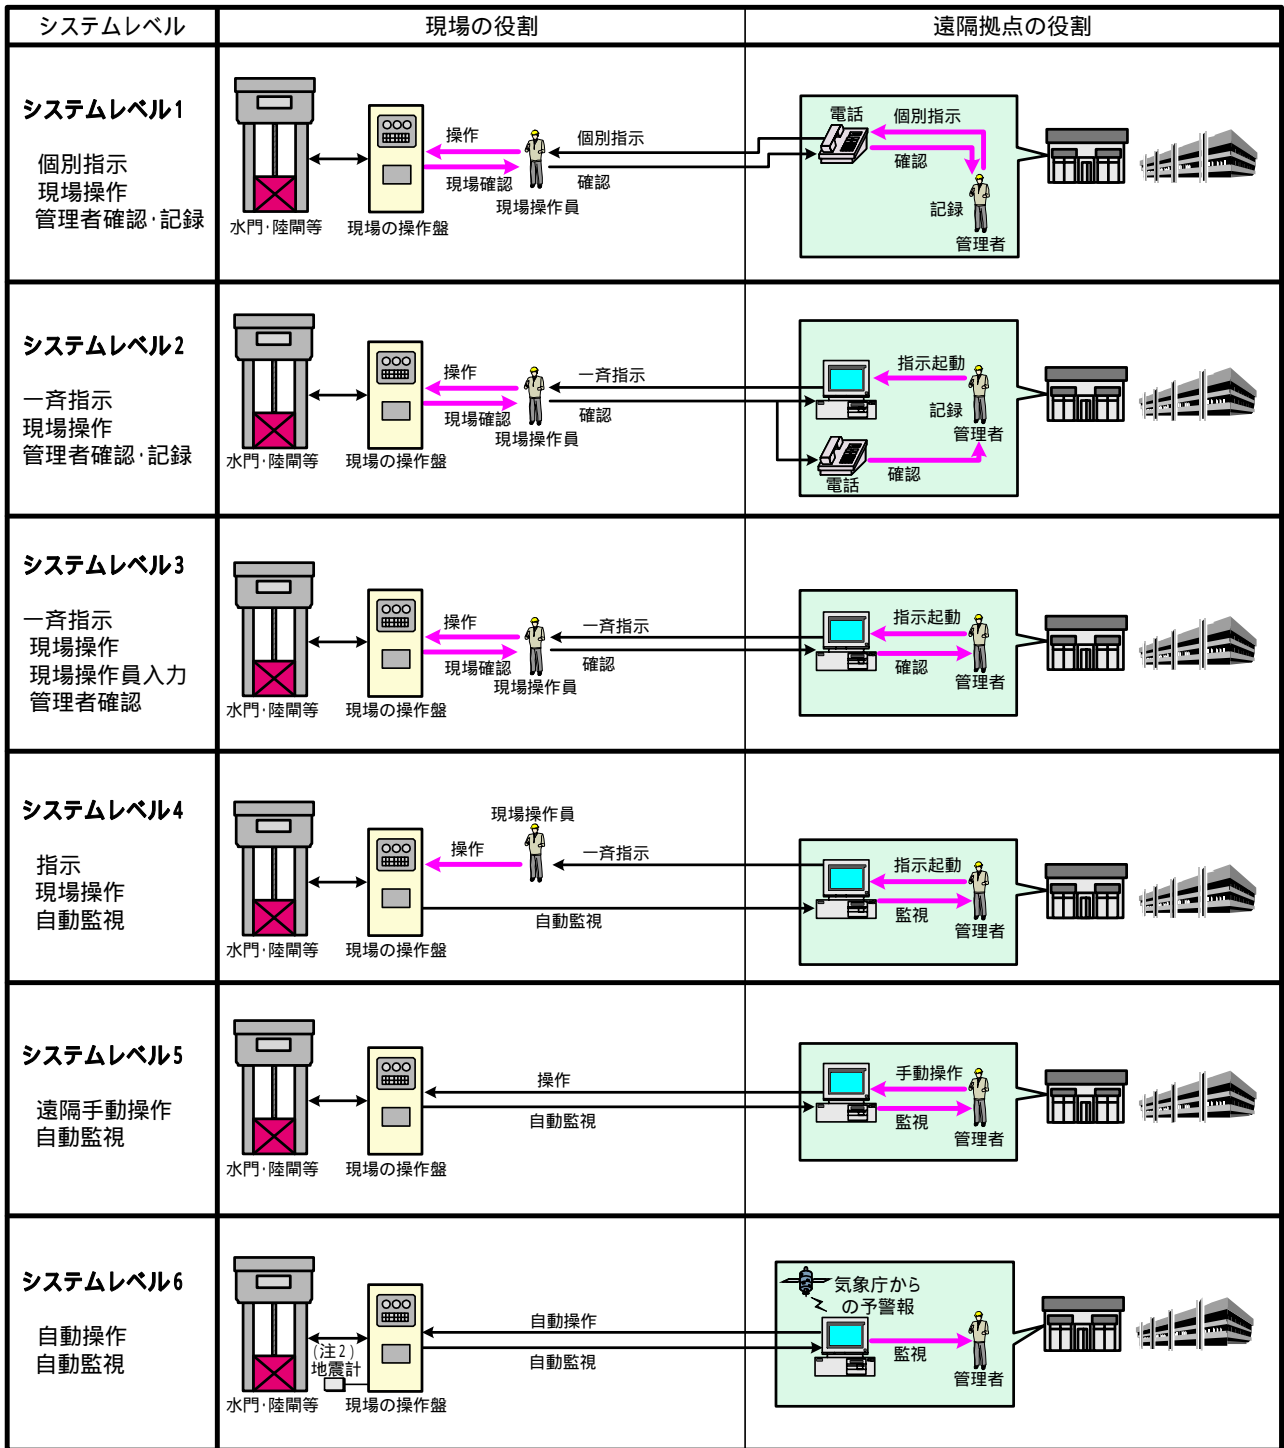 システムレベル
現場の役割
遠隔拠点の役割
システムレベル1
個別指示
現場操作
管理者確認・記録
水門・陸閘等
現場の操作盤
操作
現場確認
現場操作員
個別指示
確認
電話
個別指示
確認
記録
管理者
システムレベル2
一斉指示
現場操作
管理者確認・記録
水門・陸閘等
現場の操作盤
操作
現場確認
現場操作員
一斉指示
確認
指示起動
記録
管理者
電話
確認
システムレベル3
一斉指示
現場操作
現場操作員入力
管理者確認
水門・陸閘等
現場の操作盤
操作
現場確認
現場操作員
一斉指示
確認
指示起動
確認
管理者
システムレベル4
指示
現場操作
自動監視
水門・陸閘等
現場の操作盤
現場操作員
操作
一斉指示
自動監視
指示起動
監視
管理者
システムレベル5
遠隔手動操作
自動監視
水門・陸閘等
現場の操作盤
操作
自動監視
手動操作
監視
管理者
システムレベル6
自動操作
自動監視
(注2)
地震計
水門・陸閘等
現場の操作盤
自動操作
自動監視
気象庁から
の予警報
監視
管理者